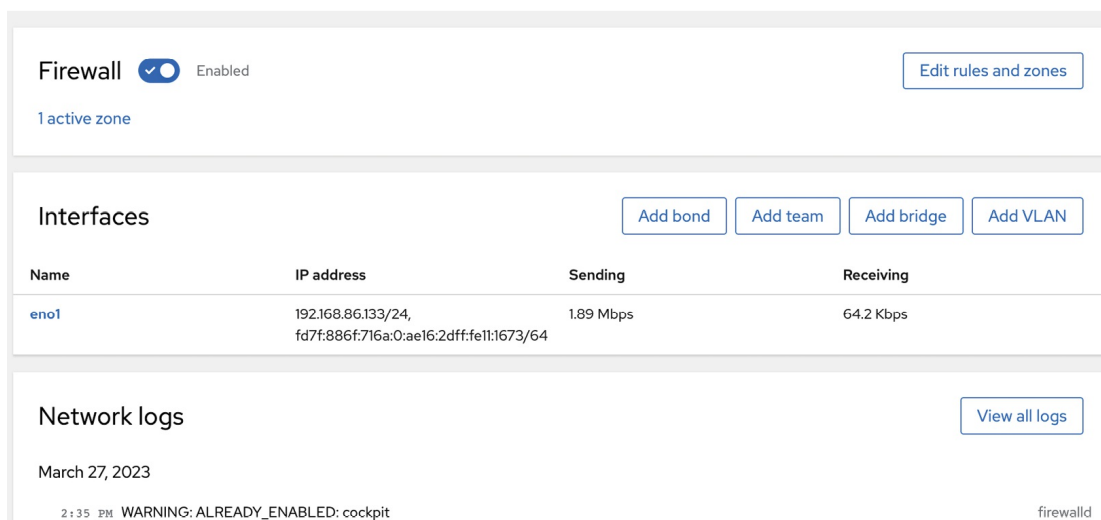 Firewall Enabled Edit rules and zones
1 active zone
Interfaces Add bond Add team Add bridge Add VLAN
Name IP address Sending Receiving
eno1 192.168.86.133/24, 1.89 Mbps 64.2 Kbps
fd7f:886f:716a:0:ae16:2dff:fe11:1673/64
Network logs View all logs
March 27, 2023
2:35 PM WARNING: ALREADY_ENABLED: cockpit firewalld